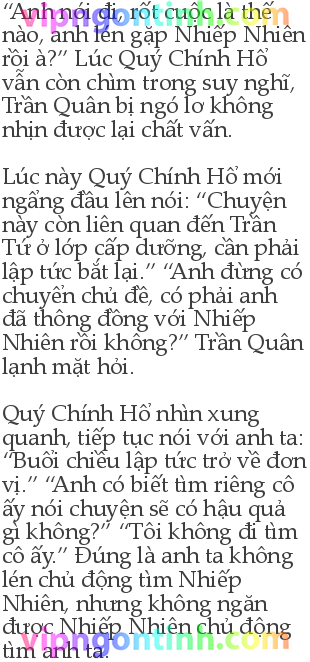 “Anh nói đi, rốt cuộc là thế
nào, anh lén gặp Nhiếp Nhiên
rồi à?” Lúc Quý Chính Hổ
vẫn còn chìm trong suy nghĩ,
Trần Quân bị ngó lơ không
nhịn được lại chất vấn.
Lúc này Quý Chính Hổ mới
ngẩng đầu lên nói: “Chuyện
này còn liên quan đến Trần
Tứ ở lớp cấp dưỡng, cần phải
lập tức bắt lại.” “Anh đừng có
chuyển chủ đề, có phải anh
đã thông đồng với Nhiếp
Nhiên rồi không?” Trần Quân
lạnh mặt hỏi.
Quý Chính Hổ nhìn xung
quanh, tiếp tục nói với anh ta:
“Buổi chiều lập tức trở về đơn
vị.” “Anh có biết tìm riêng cô
ấy nói chuyện sẽ có hậu quả
gì không?” “Tôi không đi tìm
cô ấy.” Đúng là anh ta không
lén chủ động tìm Nhiếp
Nhiên, nhưng không ngăn
được Nhiếp Nhiên chủ động
tìm anh ta.
vipngontinh.com
vipngontinh.com